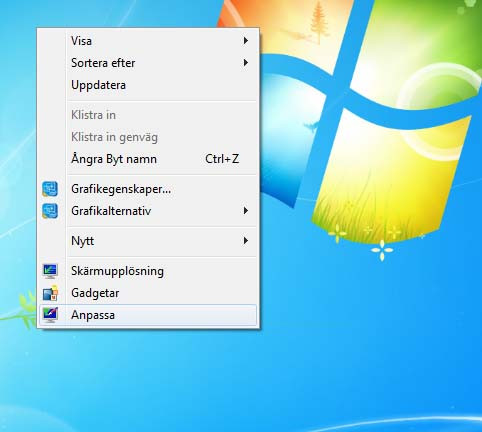 Visa
Sortera efter
Uppdatera
Klistra in
Klistra in genväg
Ångra Byt namn Ctrl+Z
Grafikegenskaper...
Grafikalternativ
Nytt
Skärmupplösning
Gadgetar
Anpassa